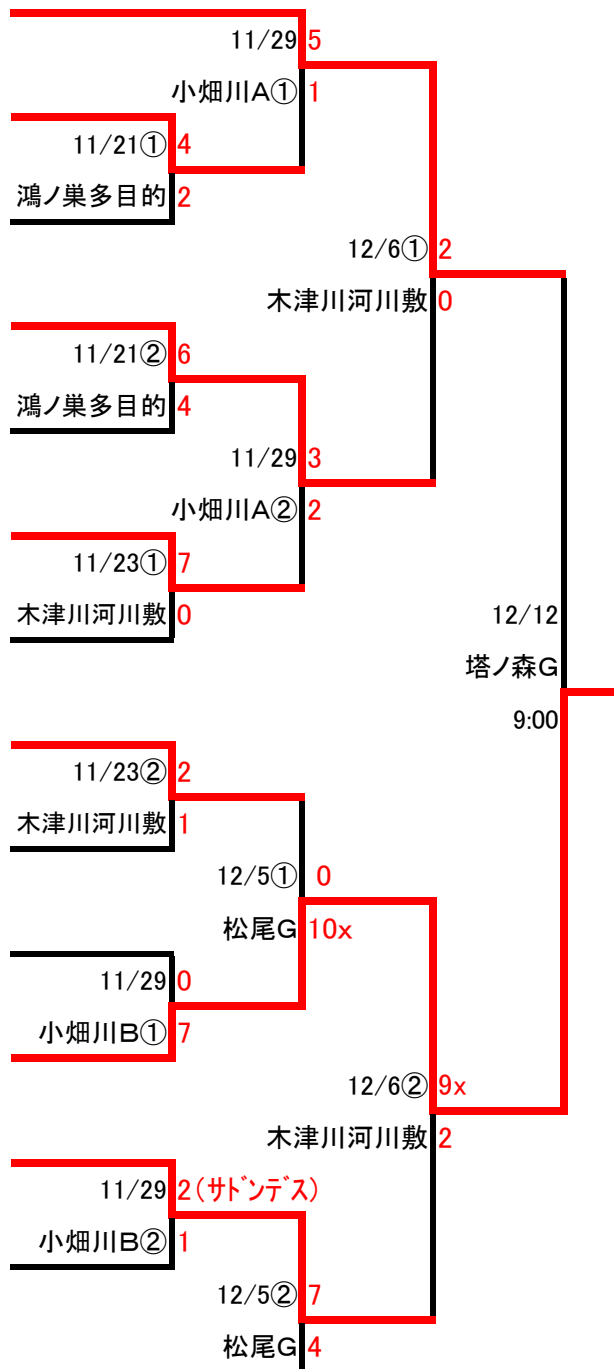 11/29 5
小畑川A① 1
11/21① 4
鴻ノ巣多目的 2
12/6① 2
木津川河川敷 0
11/21② 6
鴻ノ巣多目的 4
11/29 3
小畑川A② 2
11/23① 7
木津川河川敷 0
12/12
塔ノ森G
9:00
11/23② 2
木津川河川敷 1
12/5① 0
松尾G 10x
11/29 0
小畑川B① 7
12/6② 9x
木津川河川敷 2
11/29 2(サドンデス)
小畑川B② 1
12/5② 7
松尾G 4